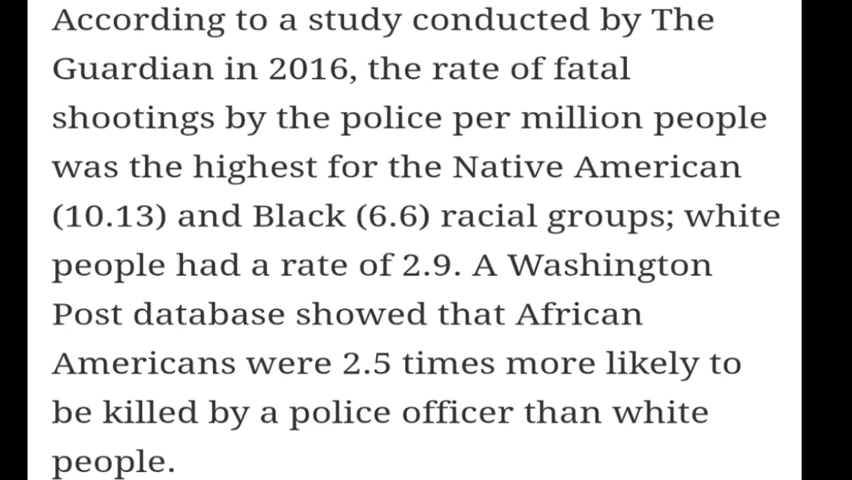 According to a study conducted by The
Guardian in 2016, the rate of fatal
shootings by the police per million people
was the highest for the Native American
(10.13) and Black (6.6) racial groups; white
people had a rate of 2.9. A Washington
Post database showed that African
Americans were 2.5 times more likely to
be killed by a police officer than white
people.